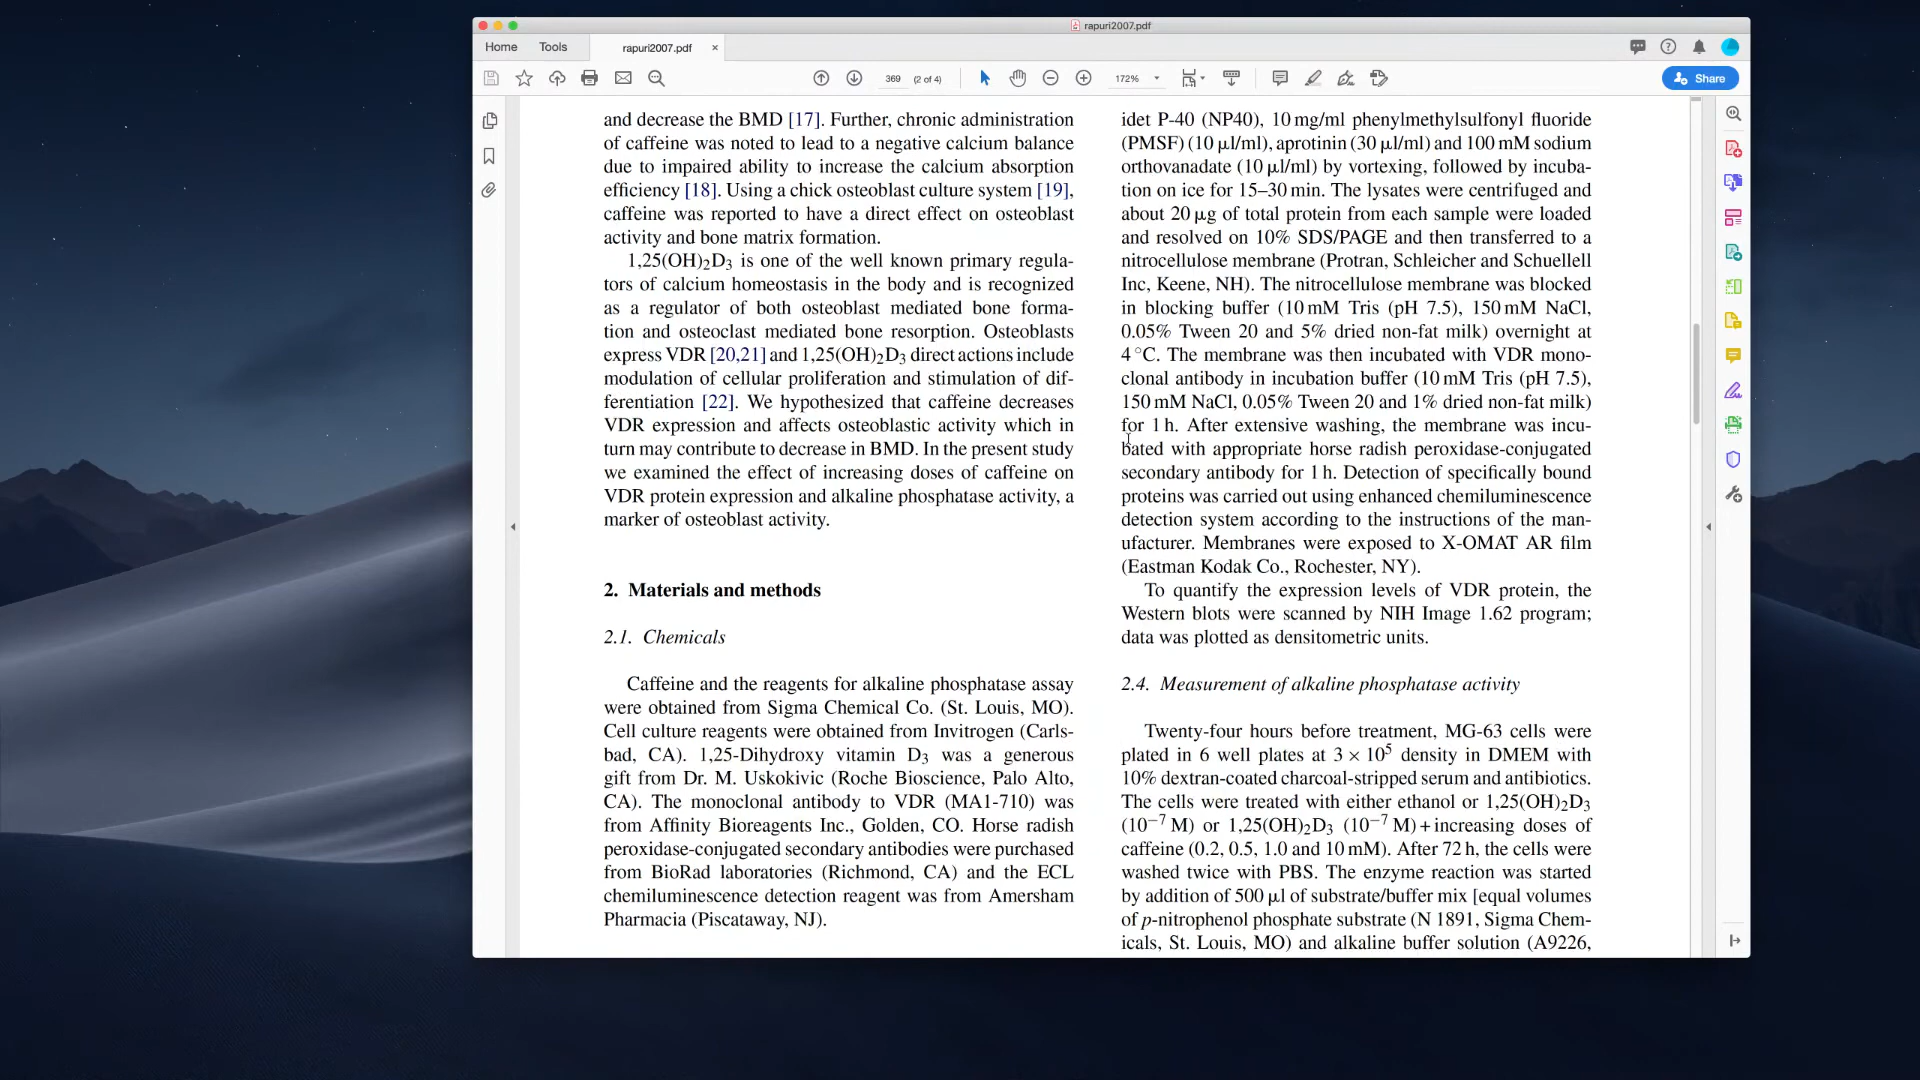 rapuri2007.pdf
Home
Tools
rapuri2007.pdf
369
(2 of 4)
172%
Share
and decrease the BMD [17]. Further, chronic administration
of caffeine was noted to lead to a negative calcium balance
due to impaired ability to increase the calcium absorption
efficiency [18]. Using a chick osteoblast culture system [19],
caffeine was reported to have a direct effect on osteoblast
activity and bone matrix formation.
1,25(OH)₂D₃ is one of the well known primary regula-
tors of calcium homeostasis in the body and is recognized
as a regulator of both osteoblast mediated bone forma-
tion and osteoclast mediated bone resorption. Osteoblasts
express VDR [20,21] and 1,25(OH)₂D₃ direct actions include
modulation of cellular proliferation and stimulation of dif-
ferentiation [22]. We hypothesized that caffeine decreases
VDR expression and affects osteoblastic activity which in
turn may contribute to decrease in BMD. In the present study
we examined the effect of increasing doses of caffeine on
VDR protein expression and alkaline phosphatase activity, a
marker of osteoblast activity.
2. Materials and methods
2.1. Chemicals
Caffeine and the reagents for alkaline phosphatase assay
were obtained from Sigma Chemical Co. (St. Louis, MO).
Cell culture reagents were obtained from Invitrogen (Carls-
bad, CA). 1,25-Dihydroxy vitamin D₃ was a generous
gift from Dr. M. Uskokivic (Roche Bioscience, Palo Alto,
CA). The monoclonal antibody to VDR (MA1-710) was
from Affinity Bioreagents Inc., Golden, CO. Horse radish
peroxidase-conjugated secondary antibodies were purchased
from BioRad laboratories (Richmond, CA) and the ECL
chemiluminescence detection reagent was from Amersham
Pharmacia (Piscataway, NJ).
idet P-40 (NP40), 10 mg/ml phenylmethylsulfonyl fluoride
(PMSF) (10 μl/ml), aprotinin (30 μl/ml) and 100 mM sodium
orthovanadate (10 μl/ml) by vortexing, followed by incuba-
tion on ice for 15–30 min. The lysates were centrifuged and
about 20 μg of total protein from each sample were loaded
and resolved on 10% SDS/PAGE and then transferred to a
nitrocellulose membrane (Protran, Schleicher and Schuellell
Inc, Keene, NH). The nitrocellulose membrane was blocked
in blocking buffer (10 mM Tris (pH 7.5), 150 mM NaCl,
0.05% Tween 20 and 5% dried non-fat milk) overnight at
4 °C. The membrane was then incubated with VDR mono-
clonal antibody in incubation buffer (10 mM Tris (pH 7.5),
150 mM NaCl, 0.05% Tween 20 and 1% dried non-fat milk)
for 1 h. After extensive washing, the membrane was incu-
bated with appropriate horse radish peroxidase-conjugated
secondary antibody for 1 h. Detection of specifically bound
proteins was carried out using enhanced chemiluminescence
detection system according to the instructions of the man-
ufacturer. Membranes were exposed to X-OMAT AR film
(Eastman Kodak Co., Rochester, NY).
To quantify the expression levels of VDR protein, the
Western blots were scanned by NIH Image 1.62 program;
data was plotted as densitometric units.
2.4. Measurement of alkaline phosphatase activity
Twenty-four hours before treatment, MG-63 cells were
plated in 6 well plates at 3 × 10⁵ density in DMEM with
10% dextran-coated charcoal-stripped serum and antibiotics.
The cells were treated with either ethanol or 1,25(OH)₂D₃
(10⁻⁷ M) or 1,25(OH)₂D₃ (10⁻⁷ M) + increasing doses of
caffeine (0.2, 0.5, 1.0 and 10 mM). After 72 h, the cells were
washed twice with PBS. The enzyme reaction was started
by addition of 500 μl of substrate/buffer mix [equal volumes
of p-nitrophenol phosphate substrate (N 1891, Sigma Chem-
icals, St. Louis, MO) and alkaline buffer solution (A9226,